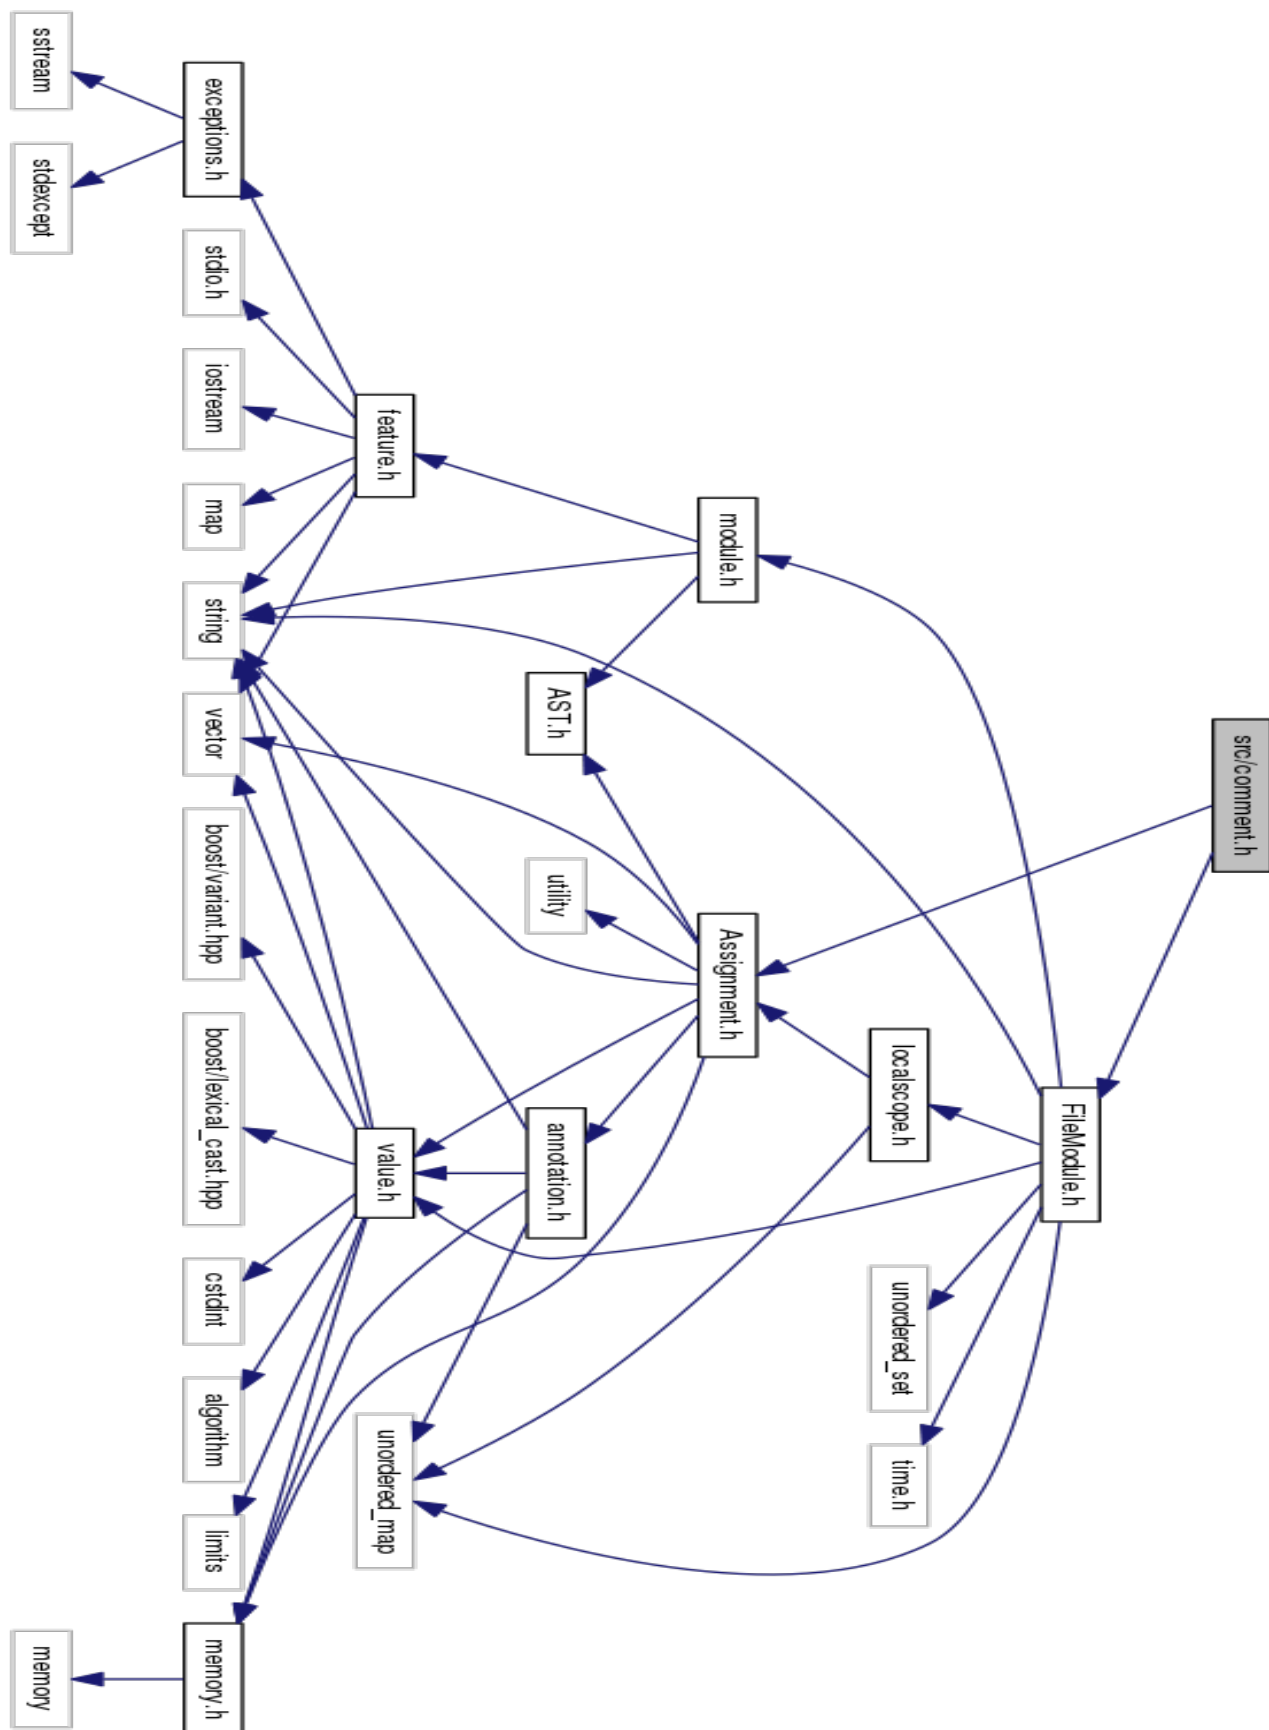 src/comment.h
FileModule.h
localscope.h
unordered_set
time.h
module.h
Assignment.h
AST.h
utility
annotation.h
feature.h
value.h
unordered_map
exceptions.h
stdio.h
iostream
map
string
vector
boost/variant.hpp
boost/lexical_cast.hpp
cstdint
algorithm
limits
memory.h
sstream
stdexcept
memory